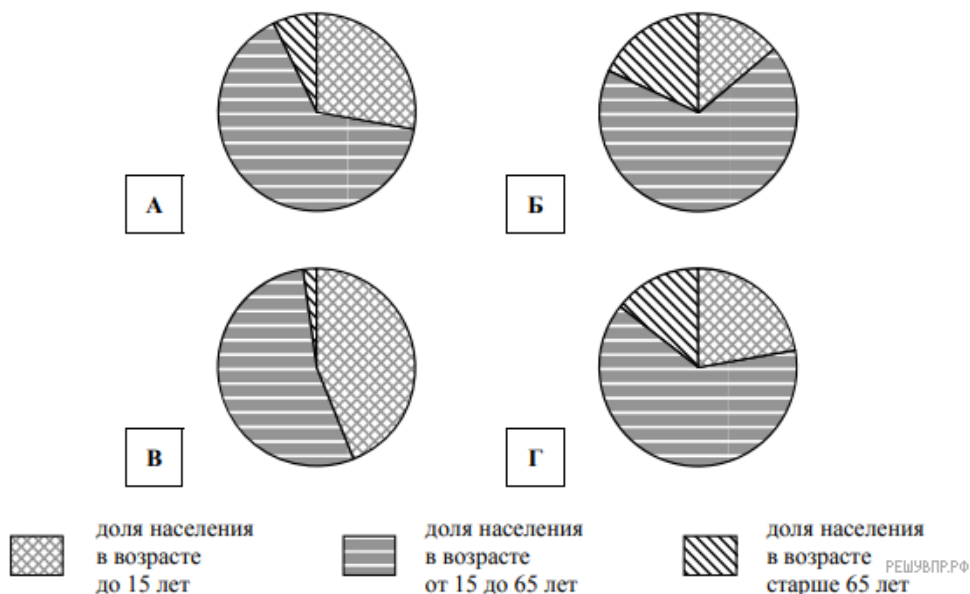 А
Б
В
Г
доля населения
в возрасте
до 15 лет
доля населения
в возрасте
от 15 до 65 лет
доля населения
в возрасте
старше 65 лет
РЕШУВПР.РФ